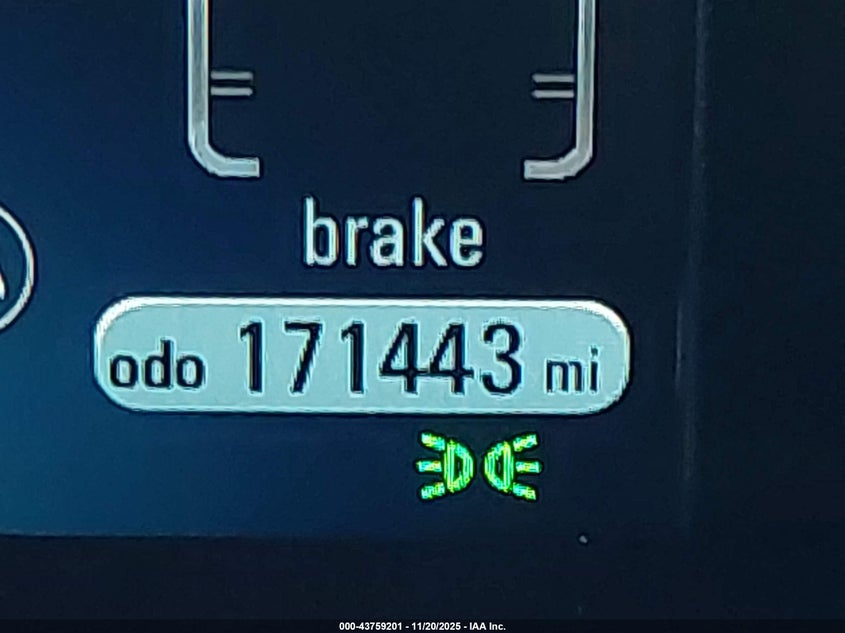 brake
odo 171443 mi
000-43759201 - 11/20/2025 - IAA Inc.